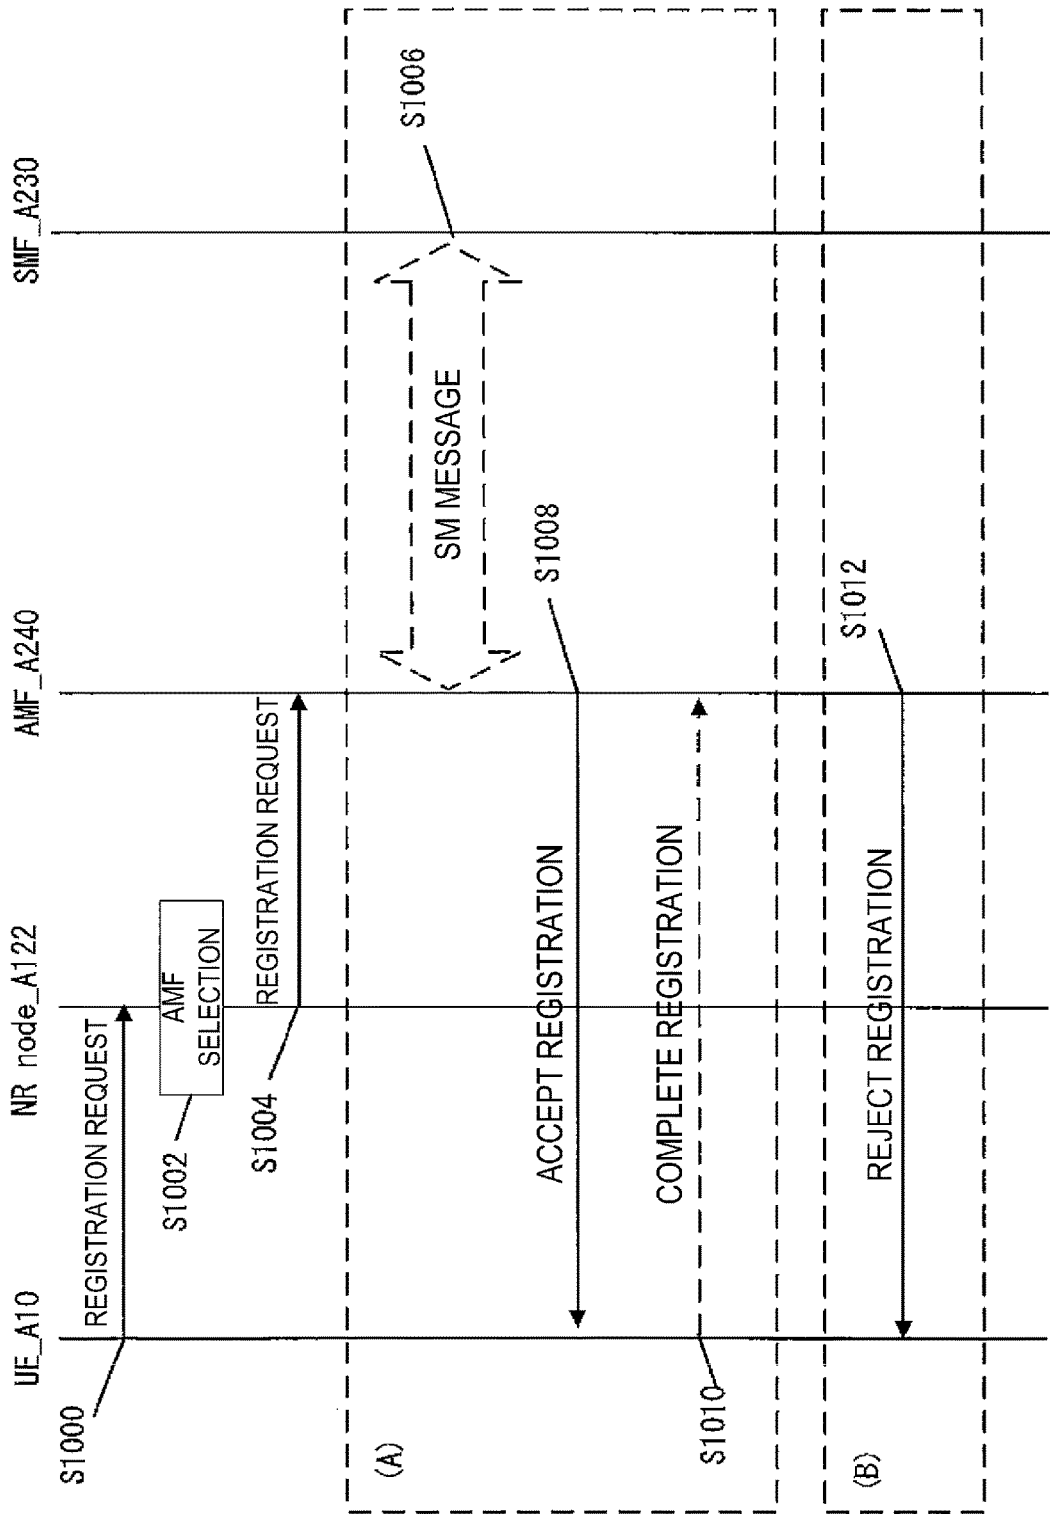 UE_A10
NR node_A122
AMF_A240
SMF_A230
S1000
REGISTRATION REQUEST
S1002
AMF
SELECTION
S1004
REGISTRATION REQUEST
(A)
SM MESSAGE
S1006
ACCEPT REGISTRATION
S1008
S1010
COMPLETE REGISTRATION
(B)
REJECT REGISTRATION
S1012